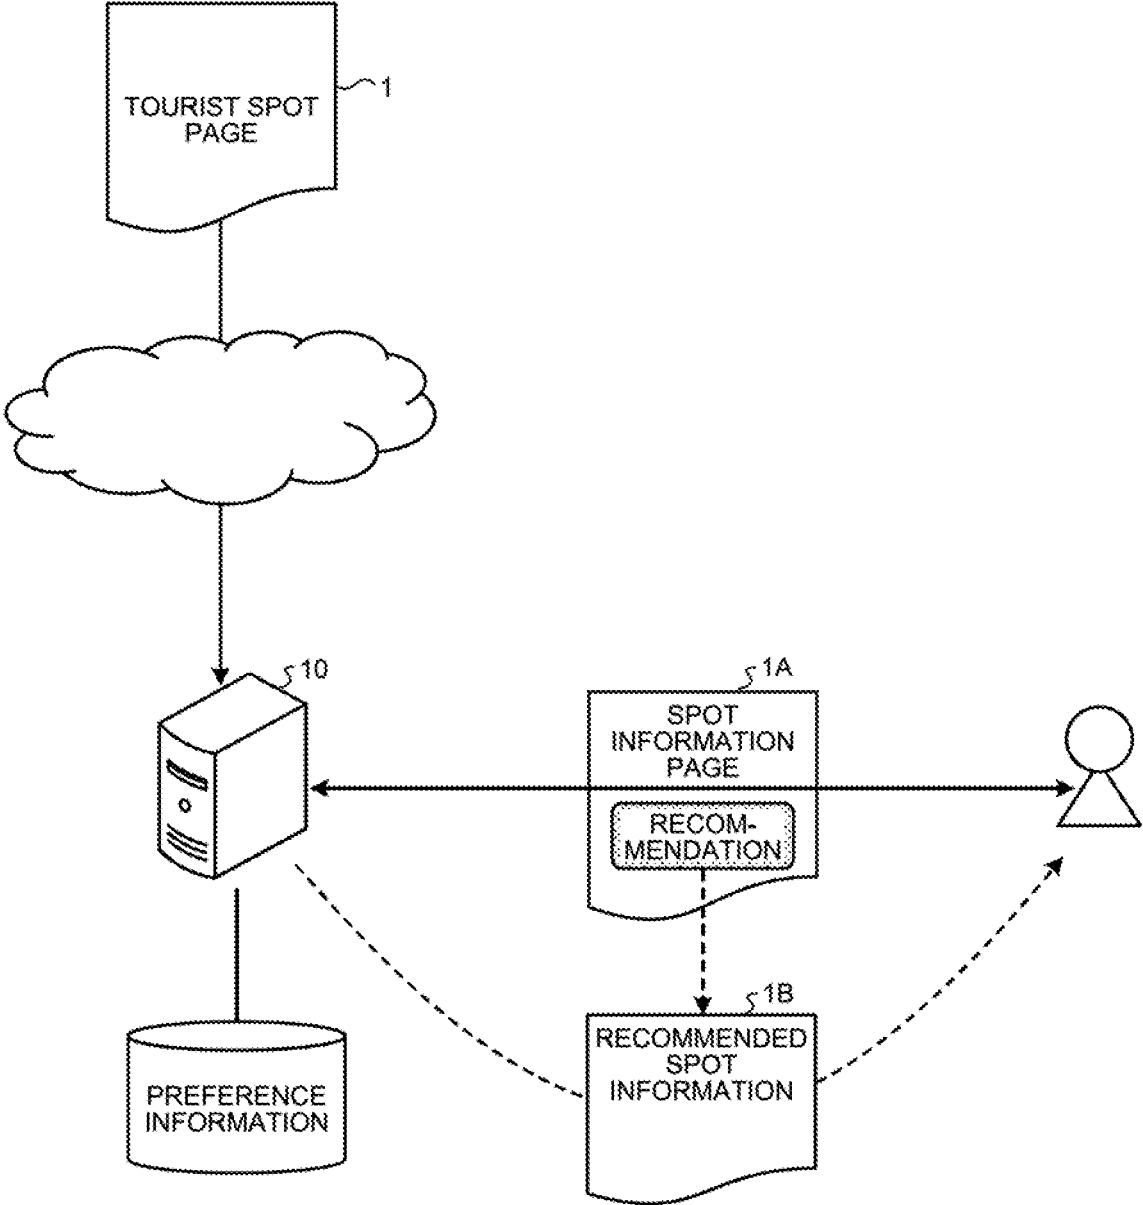 1
TOURIST SPOT
PAGE
10
1A
SPOT
INFORMATION
PAGE
RECOM-
MENDATION
1B
RECOMMENDED
SPOT
INFORMATION
PREFERENCE
INFORMATION